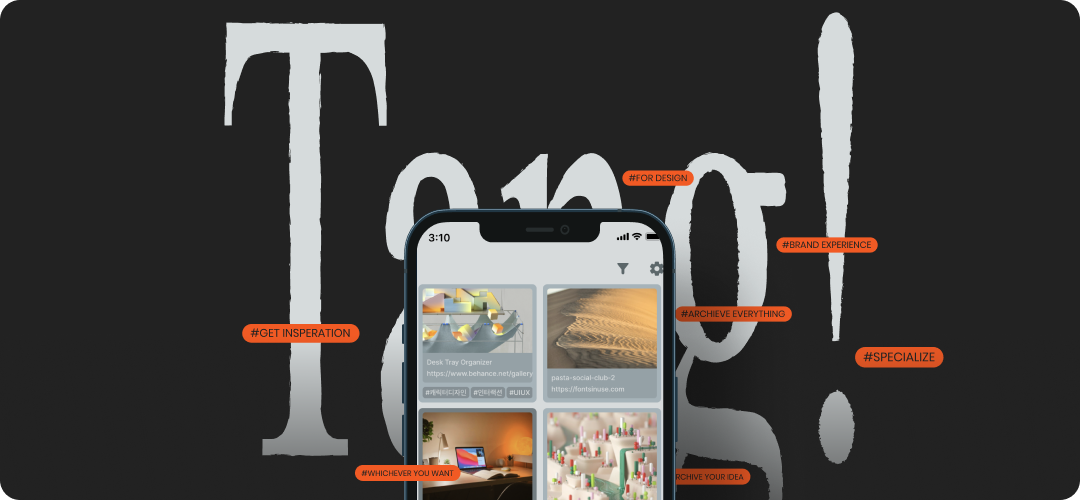 Tang!
#FOR DESIGN
3:10
#BRAND EXPERIENCE
#ARCHIEVE EVERYTHING
#GET INSPERATION
#SPECIALIZE
Desk Tray Organizer
https://www.behance.net/gallery
#캐릭터디자인 #인터랙션 #UIUX
pasta-social-club-2
https://fontsinuse.com
#WHICHEVER YOU WANT
RCHIVE YOUR IDEA